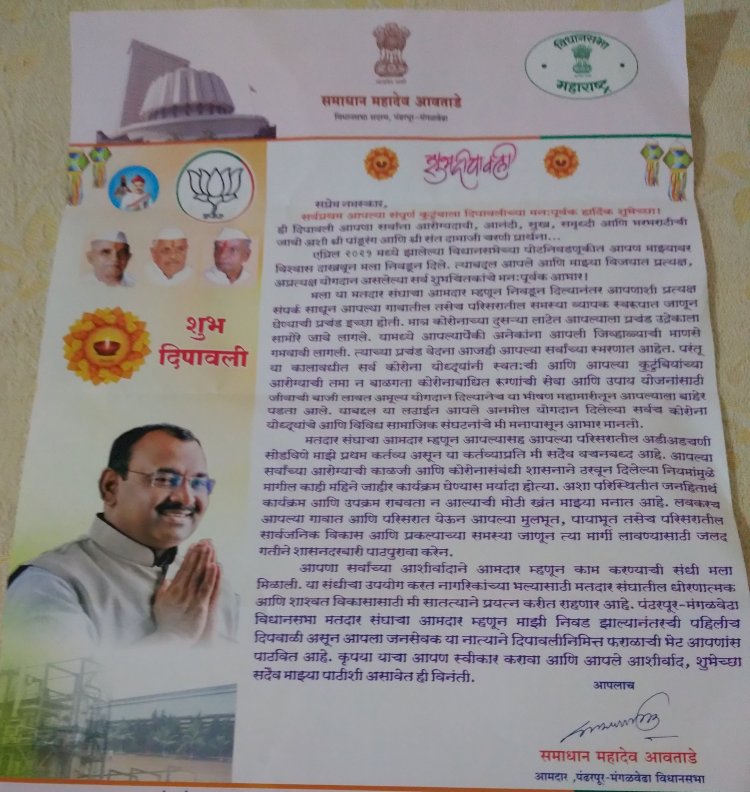 समाधान महादेव आवताडे
विधानसभा सदस्य, पंढरपूर-मंगळवेढा
विधानसभा
महाराष्ट्र
शुभ दीपावली
शुभ
दिपावली
सप्रेम नमस्कार,
सर्वप्रथम आपल्या संपूर्ण कुटुंबाला दिपावलीच्या मनःपूर्वक हार्दिक शुभेच्छा!
ही दिपावली आपणा सर्वांना आरोग्यदायी, आनंदी, सुख, समृध्दी आणि भरभराटीची
जावी अशी श्री पांडूरंग आणि श्री संत दामाजी चरणी प्रार्थना...
एप्रिल २०२१ मध्ये झालेल्या विधानसभेच्या पोटनिवडणूकीत आपण माझ्यावर
विश्वास दाखवून मला निवडून दिले. त्याबद्दल आपले आणि माझ्या विजयात प्रत्यक्ष,
अप्रत्यक्ष योगदान असलेल्या सर्व शुभचिंतकांचे मनःपूर्वक आभार!
मला या मतदार संघाचा आमदार म्हणून निवडून दिल्यानंतर आपणाशी प्रत्यक्ष
संपर्क साधून आपल्या गावातील तसेच परिसरातील समस्या व्यापक स्वरूपात जाणून
घेण्याची प्रचंड इच्छा होती. मात्र कोरोनाच्या दुसऱ्या लाटेत आपल्याला प्रचंड उद्रेकाला
सामोरे जावे लागले. यामध्ये आपल्यापैकी अनेकांना आपली जिव्हाळ्याची माणसे
गमवावी लागली. त्याच्या प्रचंड वेदना आजही आपल्या सर्वांच्या स्मरणात आहेत. परंतू
या कालावधीत सर्व कोरोना योध्द्यांनी स्वतःची आणि आपल्या कुटुंबियांच्या
आरोग्याची तमा न बाळगता कोरोनाबाधित रूग्णांची सेवा आणि उपाय योजनांसाठी
जीवाची बाजी लावत अमूल्य योगदान दिल्यानेच या भीषण महामारीतून आपल्याला बाहेर
पडता आले. याबद्दल या लढाईत आपले अनमोल योगदान दिलेल्या सर्वच कोरोना
योध्द्यांचे आणि विविध सामाजिक संघटनांचे मी मनापासून आभार मानतो.
मतदार संघाचा आमदार म्हणून आपल्यासह आपल्या परिसरातील अडीअडचणी
सोडविणे माझे प्रथम कर्तव्य असून या कर्तव्याप्रति मी सदैव वचनबध्द आहे. आपल्या
सर्वांच्या आरोग्याची काळजी आणि कोरोनासंबंधी शासनाने ठरवून दिलेल्या नियमांमुळे
मागील काही महिने जाहीर कार्यक्रम घेण्यास मर्यादा होत्या. अशा परिस्थितीत जनहितार्थ
कार्यक्रम आणि उपक्रम राबवता न आल्याची मोठी खंत माझ्या मनात आहे. लवकरच
आपल्या गावात आणि परिसरात येऊन आपल्या मुलभूत, पायाभूत तसेच परिसरातील
सार्वजनिक विकास आणि प्रकल्पाच्या समस्या जाणून त्या मार्गी लावण्यासाठी जलद
गतीने शासनदरबारी पाठपुरावा करेन.
आपणा सर्वांच्या आशीर्वादाने आमदार म्हणून काम करण्याची संधी मला
मिळाली. या संधीचा उपयोग करत नागरिकांच्या भल्यासाठी मतदार संघातील धोरणात्मक
आणि शाश्वत विकासासाठी मी सातत्याने प्रयत्न करीत राहणार आहे. पंढरपूर-मंगळवेढा
विधानसभा मतदार संघाचा आमदार म्हणून माझी निवड झाल्यानंतरची पहिलीच
दिपवाळी असून आपला जनसेवक या नात्याने दिपावलीनिमित्त फराळाची भेट आपणांस
पाठवित आहे. कृपया याचा आपण स्वीकार करावा आणि आपले आशीर्वाद, शुभेच्छा
सदैव माझ्या पाठीशी असावेत ही विनंती.
आपलाच
समाधान महादेव आवताडे
आमदार ,पंढरपूर-मंगळवेढा विधानसभा